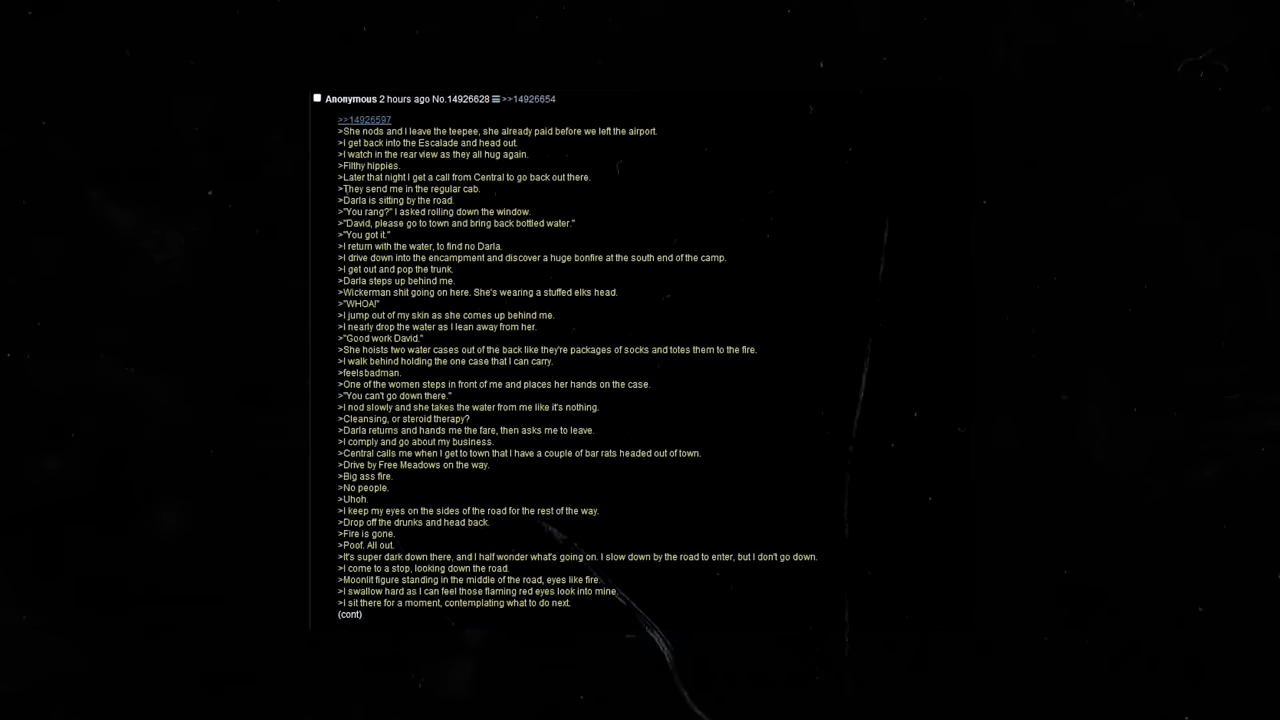 Anonymous 2 hours ago No.14926628 ☰ >>14926654
>>14926597
>She nods and I leave the teepee, she already paid before we left the airport.
>I get back into the Escalade and head out.
>I watch in the rear view as they all hug again.
>Filthy hippies.
>Later that night I get a call from Central to go back out there.
>They send me in the regular cab.
>Darla is sitting by the road.
>"You rang?" I asked rolling down the window.
>"David, please go to town and bring back bottled water."
>"You got it."
>I return with the water, to find no Darla.
>I drive down into the encampment and discover a huge bonfire at the south end of the camp.
>I get out and pop the trunk.
>Darla steps up behind me.
>Wickerman shit going on here. She's wearing a stuffed elks head.
>"WHOA!"
>I jump out of my skin as she comes up behind me.
>I nearly drop the water as I lean away from her.
>"Good work David."
>She hoists two water cases out of the back like they're packages of socks and totes them to the fire.
>I walk behind holding the one case that I can carry.
>feelsbadman.
>One of the women steps in front of me and places her hands on the case.
>"You can't go down there."
>I nod slowly and she takes the water from me like it's nothing.
>Cleansing, or steroid therapy?
>Darla returns and hands me the fare, then asks me to leave.
>I comply and go about my business.
>Central calls me when I get to town that I have a couple of bar rats headed out of town.
>Drive by Free Meadows on the way.
>Big ass fire.
>No people.
>Uhoh.
>I keep my eyes on the sides of the road for the rest of the way.
>Drop off the drunks and head back.
>Fire is gone.
>Poof. All out.
>It's super dark down there, and I half wonder what's going on. I slow down by the road to enter, but I don't go down.
>I come to a stop, looking down the road.
>Moonlit figure standing in the middle of the road, eyes like fire.
>I swallow hard as I can feel those flaming red eyes look into mine.
>I sit there for a moment, contemplating what to do next.
(cont)